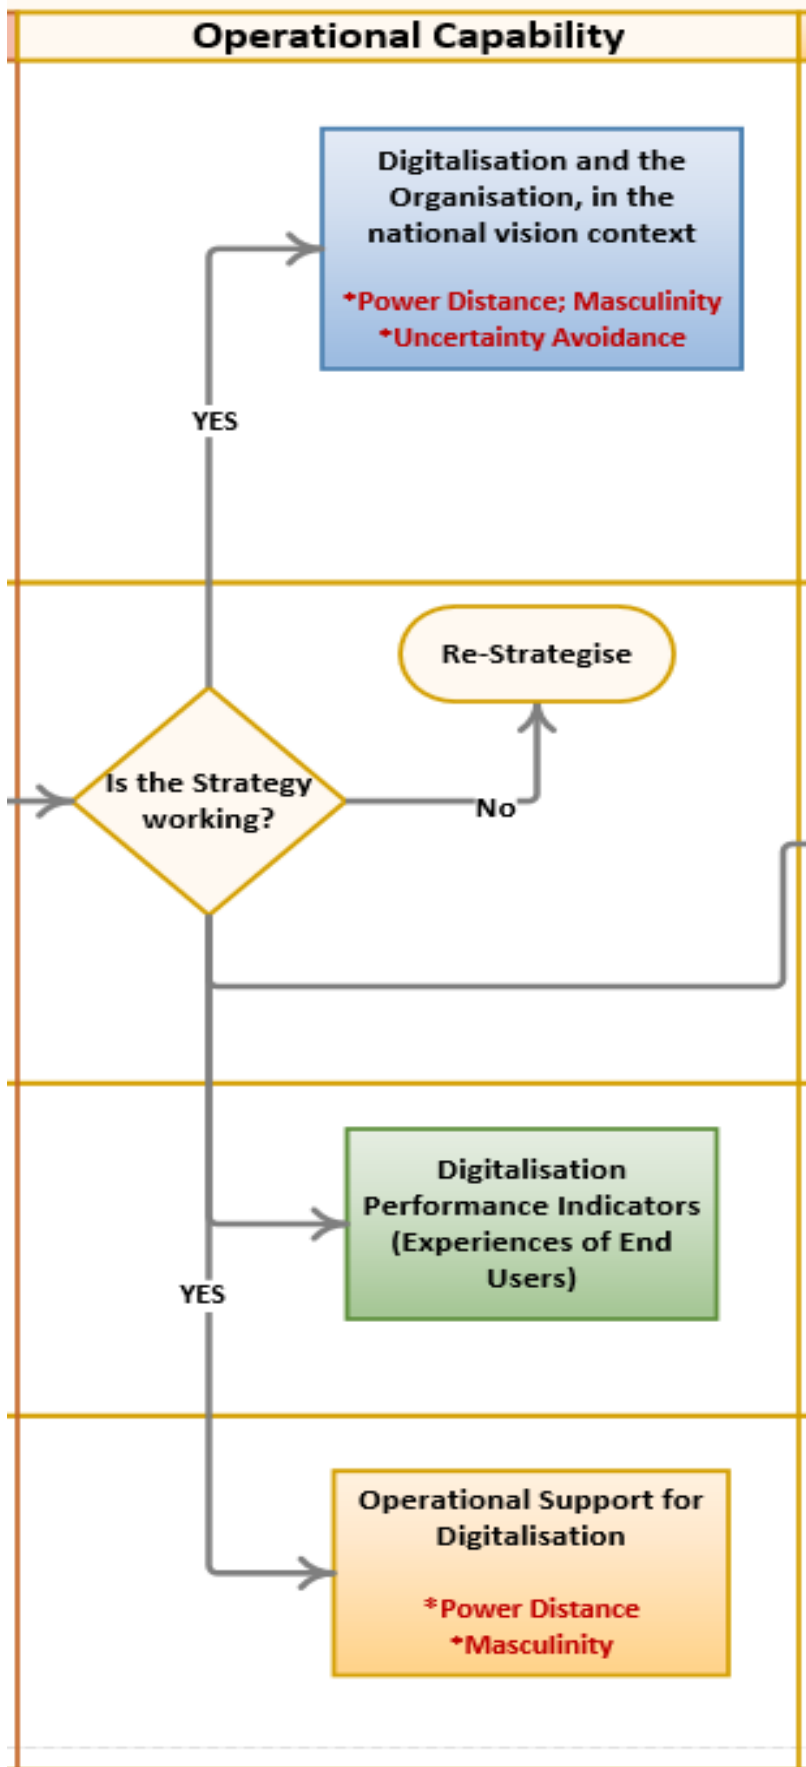 Operational Capability
Digitalisation and the
Organisation, in the
national vision context
*Power Distance; Masculinity
*Uncertainty Avoidance
YES
Re-Strategise
Is the Strategy
working?
No
Digitalisation
Performance Indicators
(Experiences of End
Users)
YES
Operational Support for
Digitalisation
*Power Distance
*Masculinity